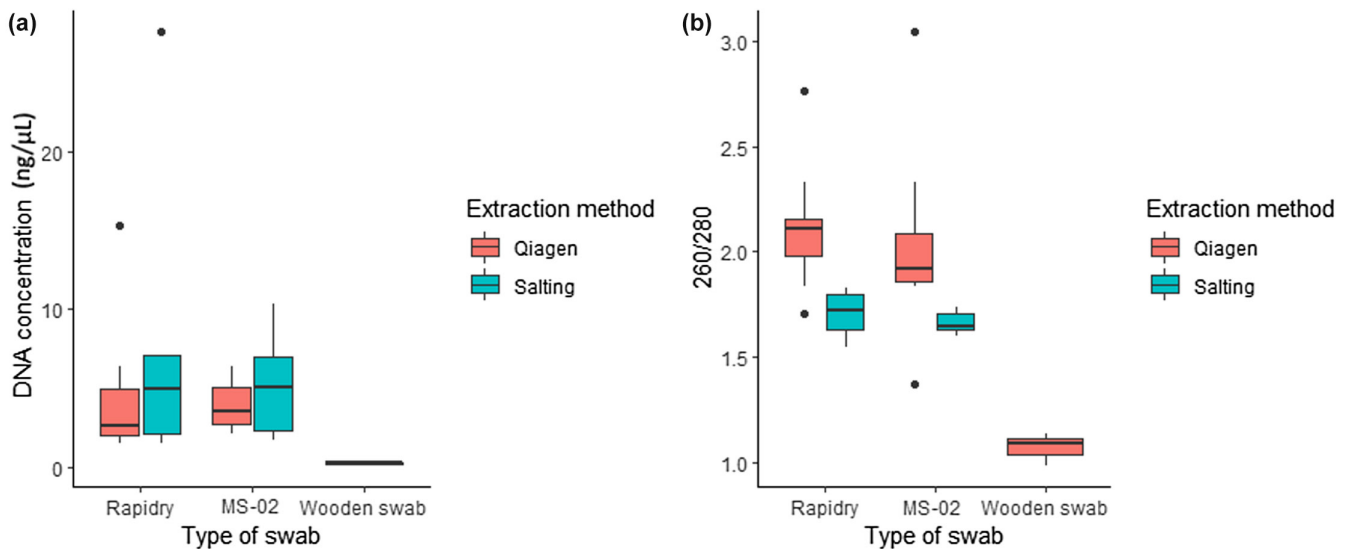 (a)
DNA concentration (ng/µL)
20
10
0
Rapidry
MS-02
Wooden swab
Type of swab
Extraction method
Qiagen
Salting
(b)
260/280
3.0
2.5
2.0
1.5
1.0
Rapidry
MS-02
Wooden swab
Type of swab
Extraction method
Qiagen
Salting